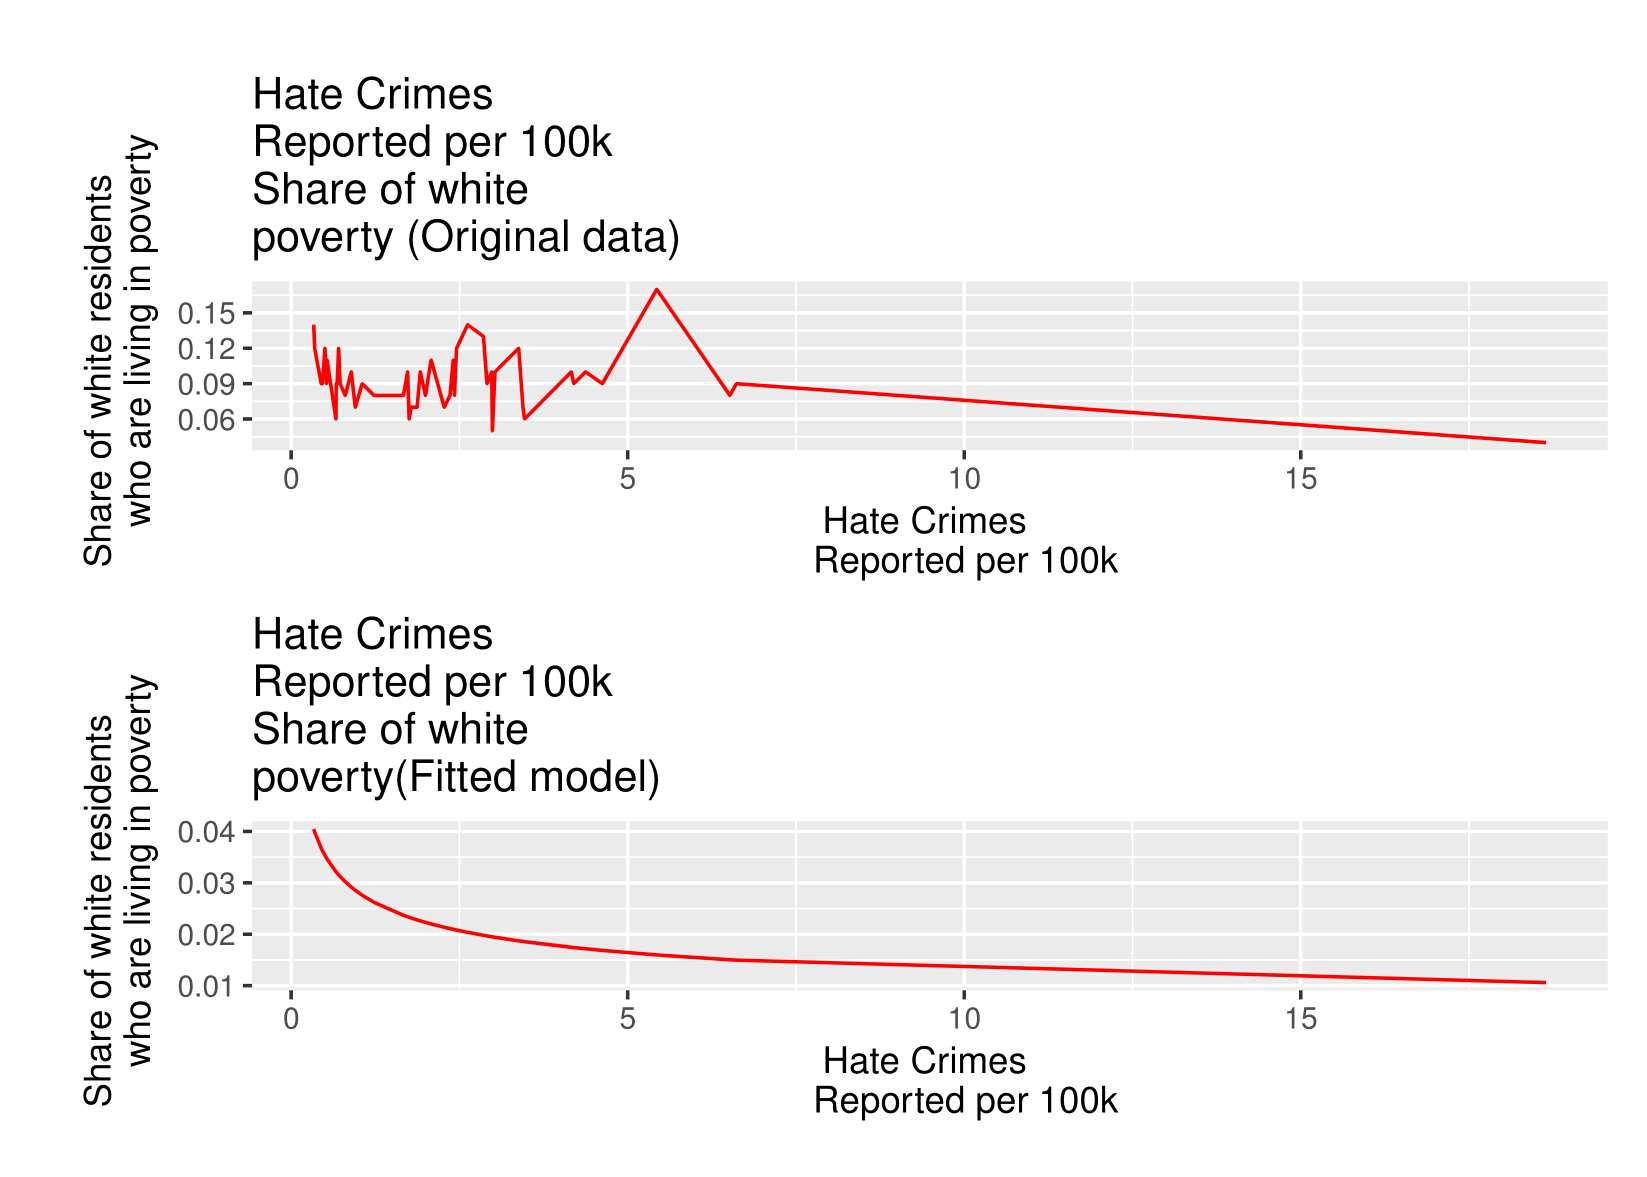 Hate Crimes
Reported per 100k
Share of white
poverty (Original data)
Share of white residents
who are living in poverty
0.15
0.12
0.09
0.06
0
5
10
15
Hate Crimes
Reported per 100k
Hate Crimes
Reported per 100k
Share of white
poverty(Fitted model)
Share of white residents
who are living in poverty
0.04
0.03
0.02
0.01
0
5
10
15
Hate Crimes
Reported per 100k